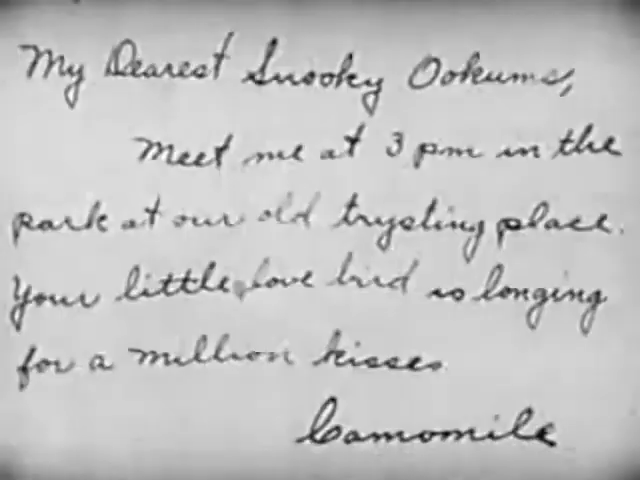 My Dearest Snooky Ookums,
Meet me at 3 pm in the
park at our old trysting place.
Your little love bird is longing
for a million kisses.
Camomile